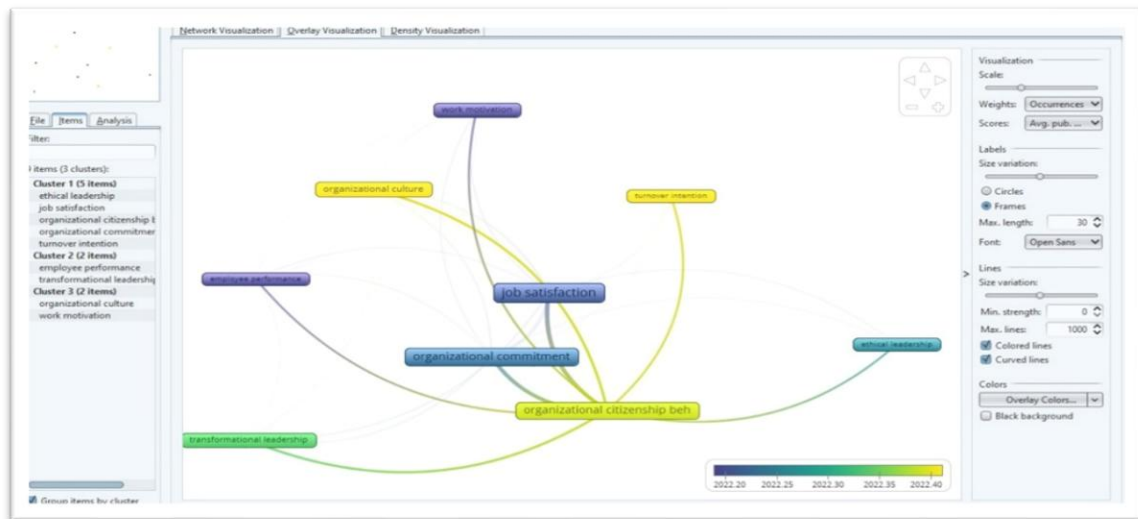 Network Visualization Overlay Visualization Density Visualization
File Items Analysis
Filter:
items (3 clusters):
Cluster 1 (5 items)
ethical leadership
job satisfaction
organizational citizenship b
organizational commitmer
turnover intention
Cluster 2 (2 items)
employee performance
transformational leadership
Cluster 3 (2 items)
organizational culture
work motivation
Group items by cluster
work motivation
organizational culture
turnover intention
employee performance
job satisfaction
ethical leadership
organizational commitment
organizational citizenship beh
transformational leadership
2022.20 2022.25 2022.30 2022.35 2022.40
Visualization
Scale:
Weights: Occurrences
Scores: Avg. pub. ...
Labels
Size variation:
Circles
Frames
Max. length: 30
Font: Open Sans
Lines
Size variation:
Min. strength: 0
Max. lines: 1000
Colored lines
Curved lines
Colors
Overlay Colors...
Black background